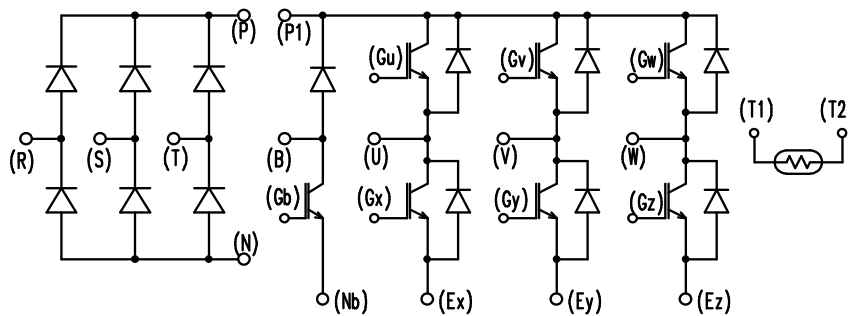 (P) (P1)
(Gu) (Gv) (Gw)
(T1) (T2
(R) (S) (T) (B) (U) (V) (W)
(Gb) (Gx) (Gy) (Gz)
(N)
(Nb) (Ex) (Ey) (Ez)